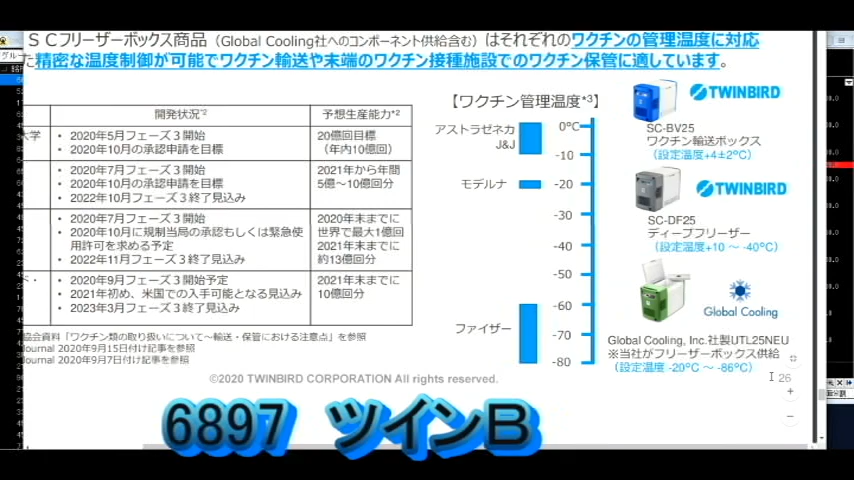 SCフリーザーボックス商品（Global Cooling社へのコンポーネント供給含む）はそれぞれのワクチンの管理温度に対応
た精密な温度制御が可能でワクチン輸送や末端のワクチン接種施設でのワクチン保管に適しています。
開発状況*2
予想生産能力*2
大学
• 2020年5月フェーズ3開始
• 2020年10月の承認申請を目標
20億回目標
（年内10億回）
• 2020年7月フェーズ3開始
• 2020年10月の承認申請を目標
• 2022年10月フェーズ3終了見込み
2021年から年間
5億～10億回分
• 2020年7月フェーズ3開始
• 2020年10月に規制当局の承認もしくは緊急使
用許可を求める予定
• 2022年11月フェーズ3終了見込み
2020年末までに
世界で最大1億回
2021年末までに
約13億回分
• 2020年9月フェーズ3開始予定
• 2021年初め、米国での入手可能となる見込み
• 2023年3月フェーズ3終了見込み
2021年末までに
10億回分
協会資料「ワクチン類の取り扱いについて～輸送・保管における注意点」を参照
Journal 2020年9月15日付け記事を参照
Journal 2020年9月7日付け記事を参照
【ワクチン管理温度*3】
アストラゼネカ
J&J
モデルナ
ファイザー
0℃
-10
-20
-30
-40
-50
-60
-70
-80
TWINBIRD
SC-BV25
ワクチン輸送ボックス
（設定温度+4±2℃）
TWINBIRD
SC-DF25
ディープフリーザー
（設定温度+10 ～ -40℃）
Global Cooling
Global Cooling, Inc.社製UTL25NEU
※当社がフリーザーボックス供給
（設定温度 -20℃ ～ -86℃）
©2020 TWINBIRD CORPORATION All rights reserved.
26
6897 ツインB